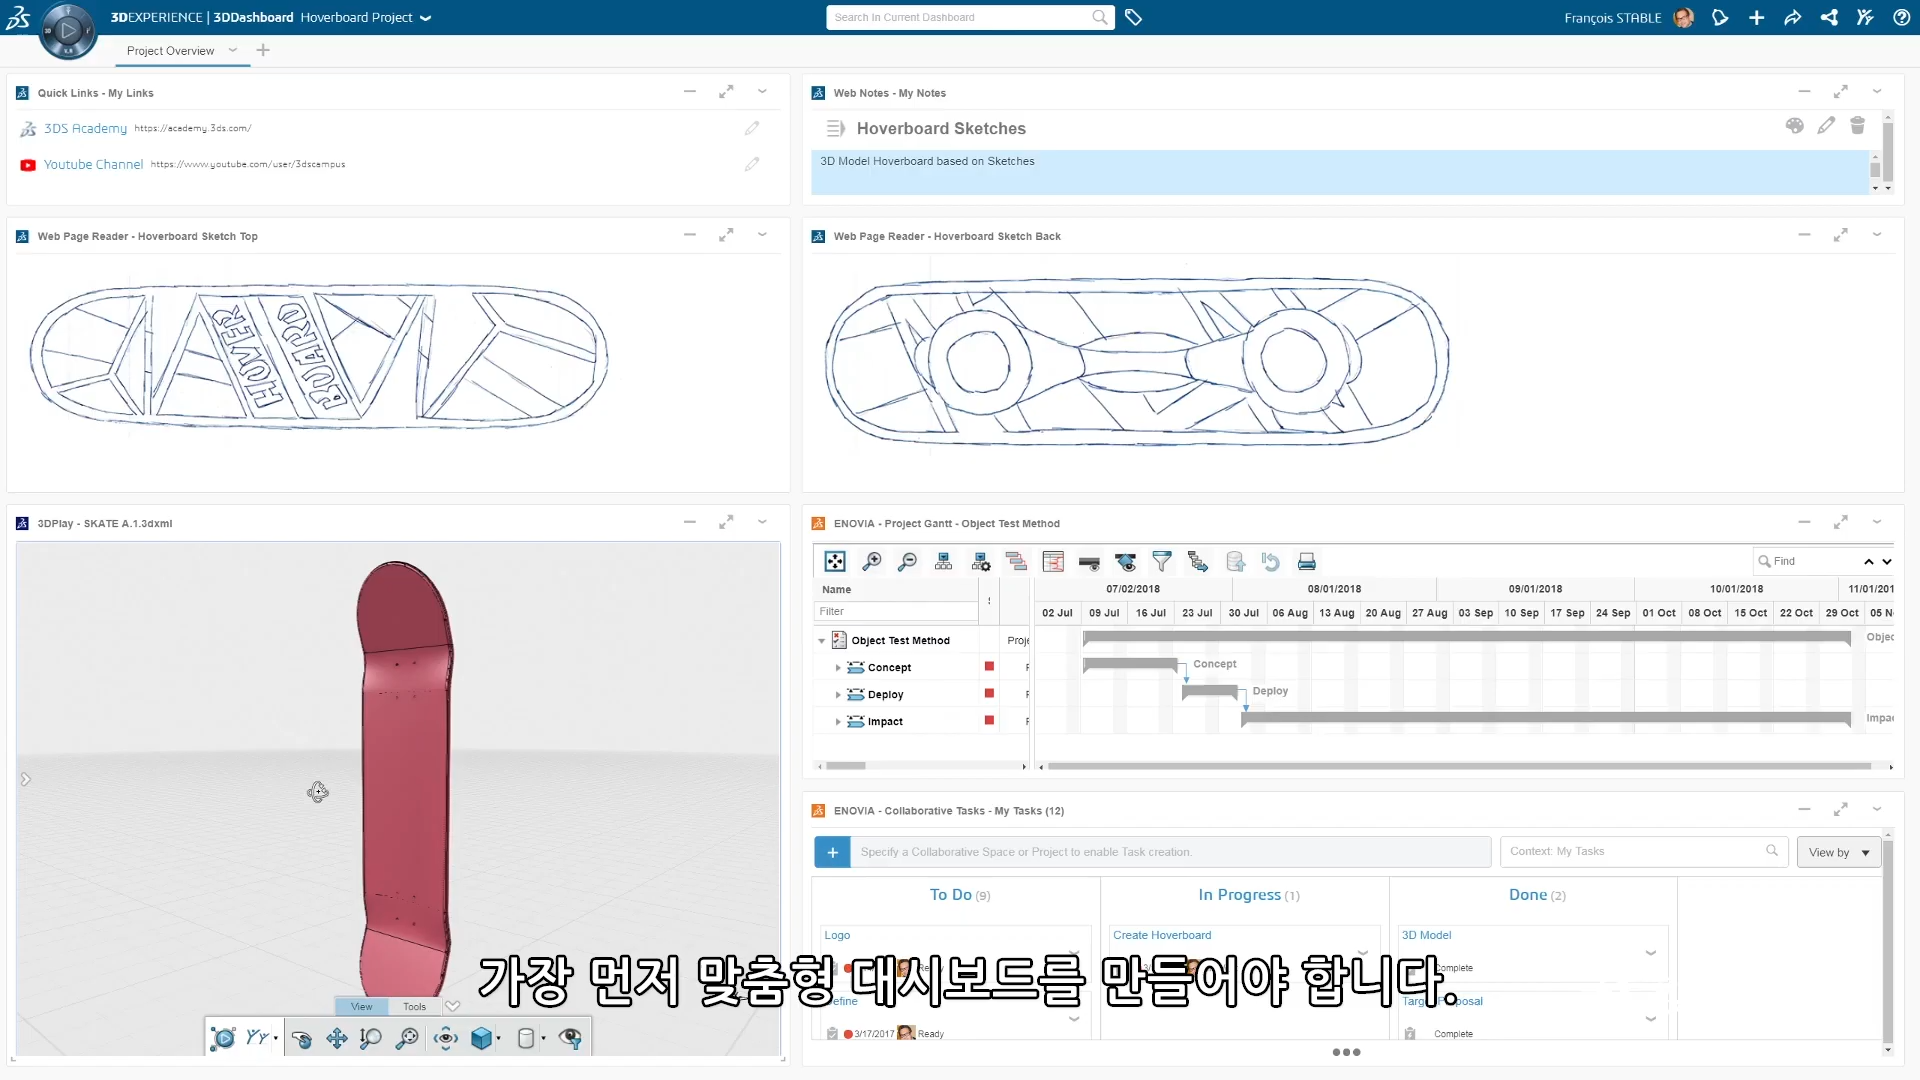 3DEXPERIENCE | 3DDashboard Hoverboard Project
Search In Current Dashboard
François STABLE
Project Overview
Quick Links - My Links
3DS Academy https://academy.3ds.com/
Youtube Channel https://www.youtube.com/user/3dscampus
Web Notes - My Notes
Hoverboard Sketches
3D Model Hoverboard based on Sketches
Web Page Reader - Hoverboard Sketch Top
HOVER
BOARD
Web Page Reader - Hoverboard Sketch Back
3DPlay - SKATE A.1.3dxml
View Tools
ENOVIA - Project Gantt - Object Test Method
Find
Name
Filter
07/02/2018 08/01/2018 09/01/2018 10/01/2018 11/01/201
02 Jul 09 Jul 16 Jul 23 Jul 30 Jul 06 Aug 13 Aug 20 Aug 27 Aug 03 Sep 10 Sep 17 Sep 24 Sep 01 Oct 08 Oct 15 Oct 22 Oct 29 Oct 05 N
Object Test Method Proje Objec
Concept Concept
Deploy Deploy
Impact Impac
ENOVIA - Collaborative Tasks - My Tasks (12)
Specify a Collaborative Space or Project to enable Task creation.
Context: My Tasks
View by
To Do (9) In Progress (1) Done (2)
Logo Create Hoverboard 3D Model
Complete
가장 먼저 맞춤형 대시보드를 만들어야 합니다.
3/17/2017 Ready
Complete